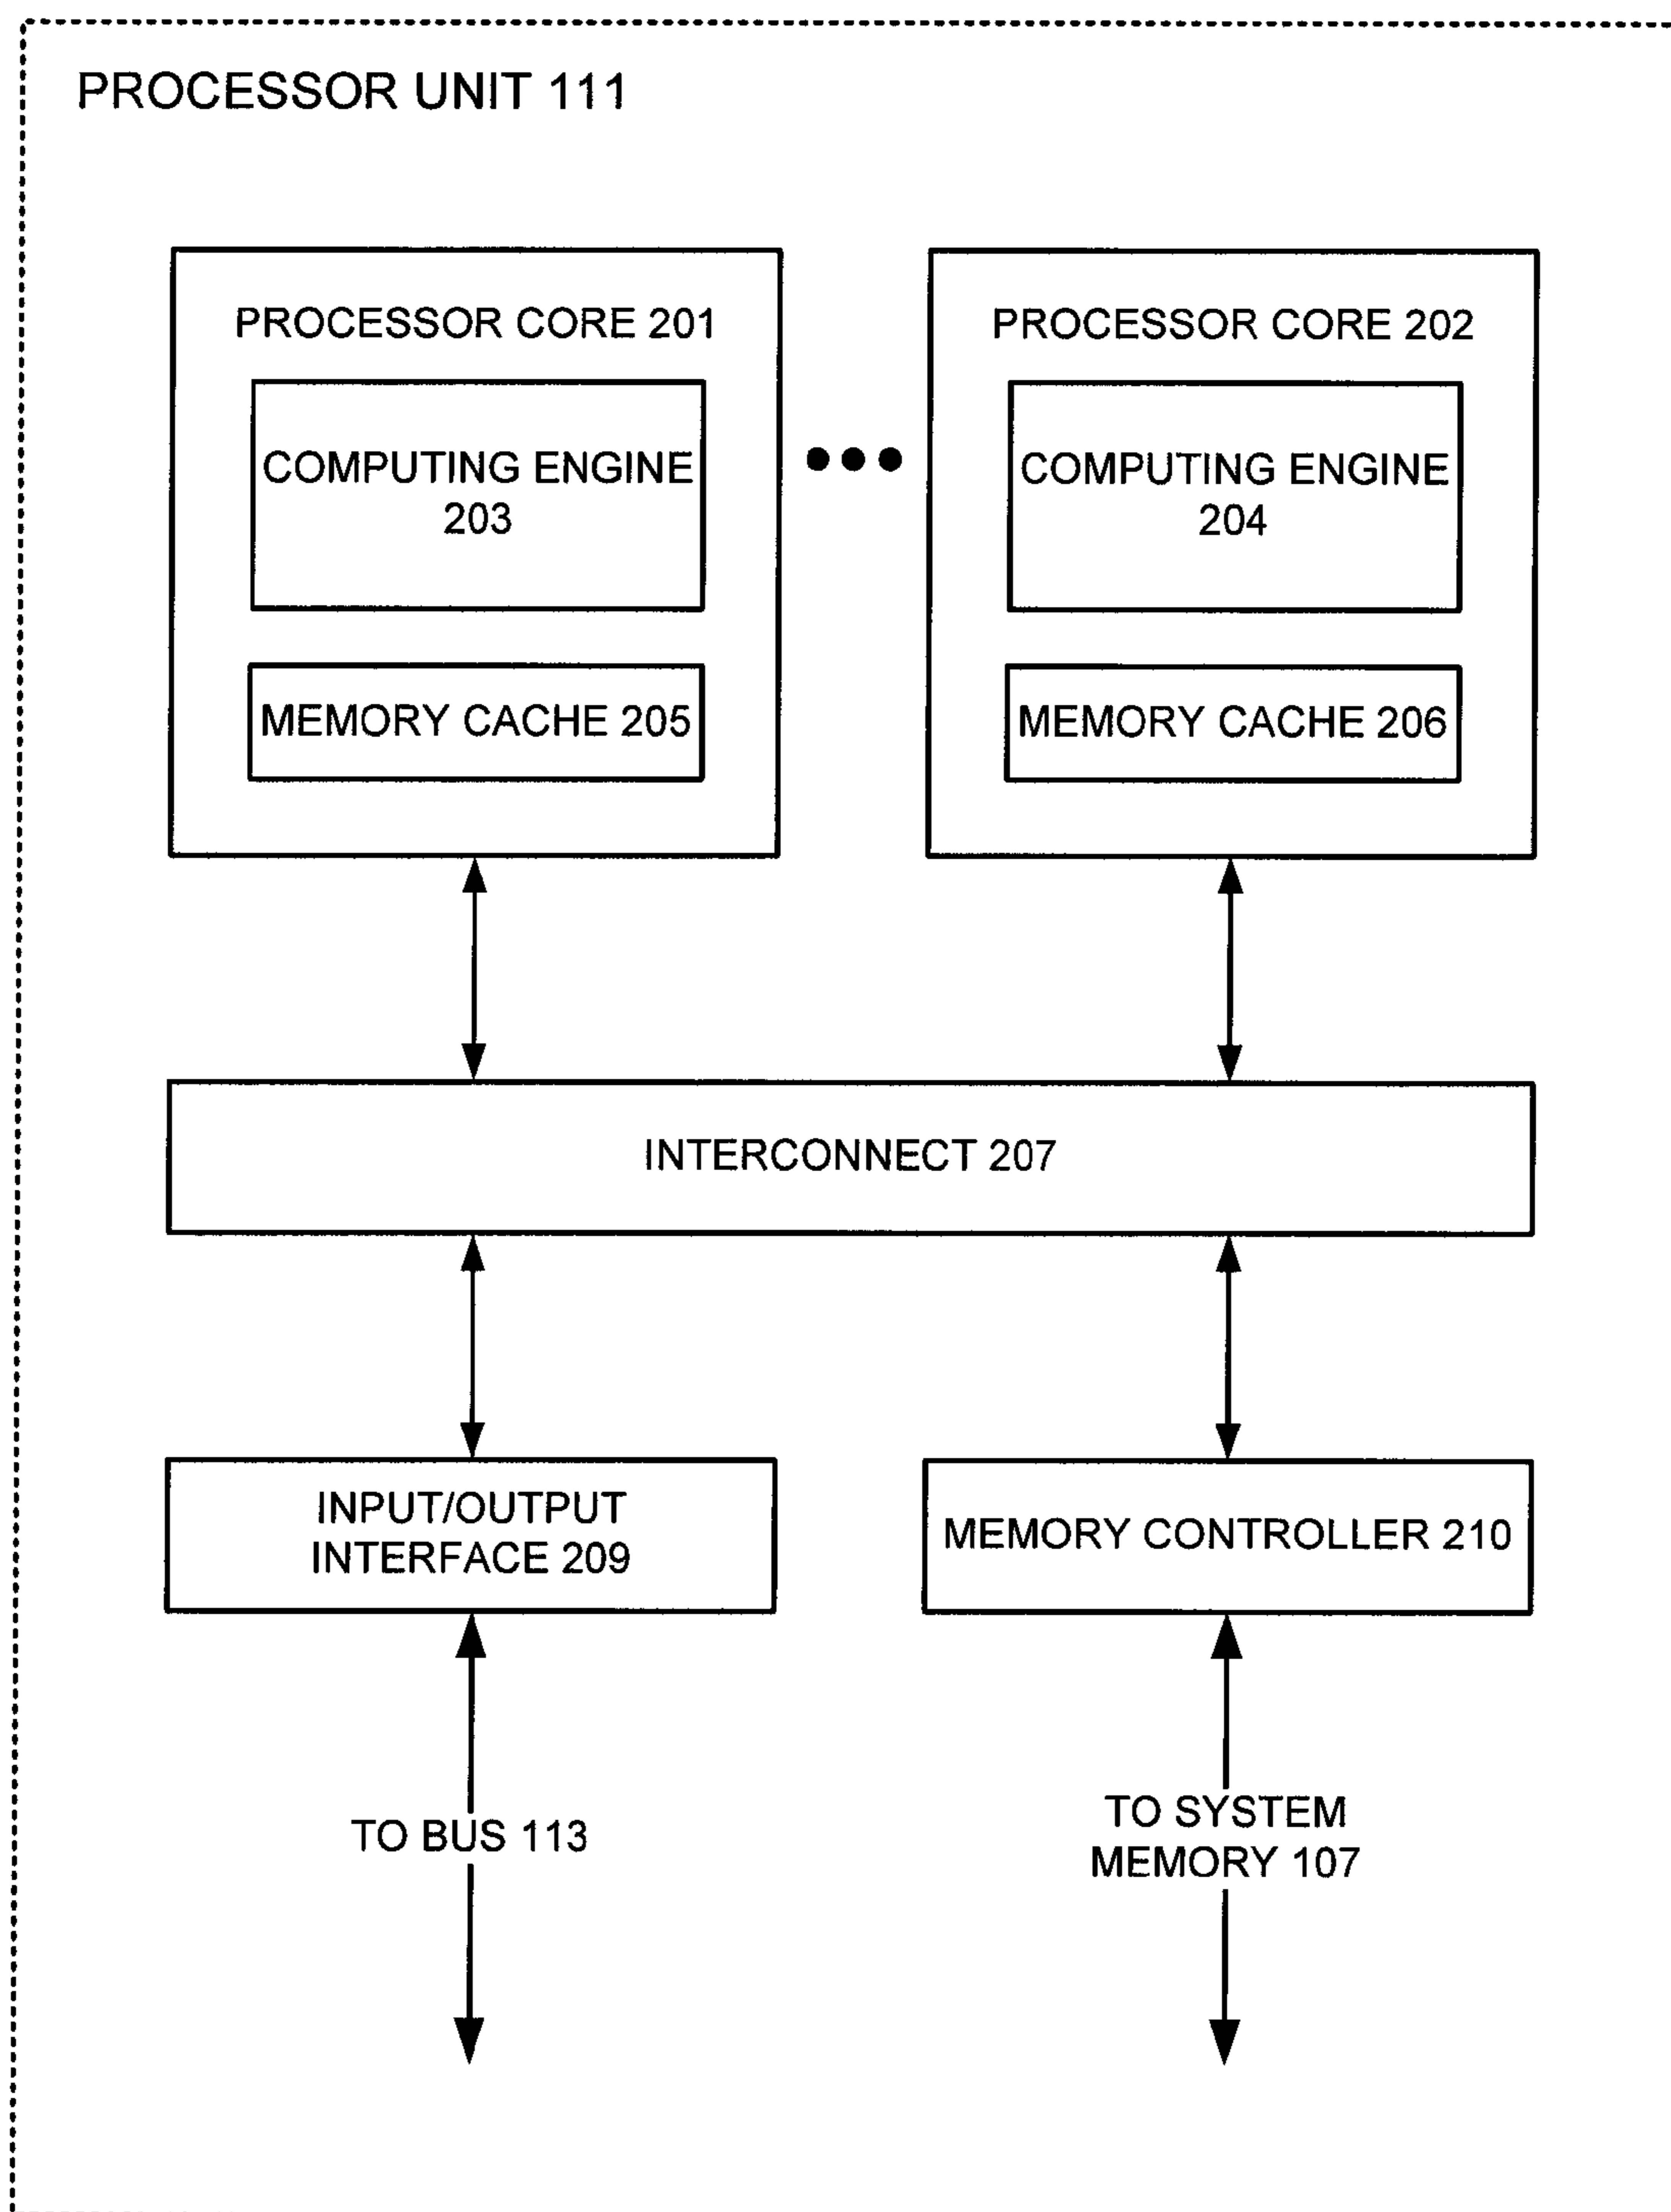 PROCESSOR UNIT 111
PROCESSOR CORE 201
COMPUTING ENGINE
203
MEMORY CACHE 205
PROCESSOR CORE 202
COMPUTING ENGINE
204
MEMORY CACHE 206
INTERCONNECT 207
INPUT/OUTPUT
INTERFACE 209
MEMORY CONTROLLER 210
TO BUS 113
TO SYSTEM
MEMORY 107